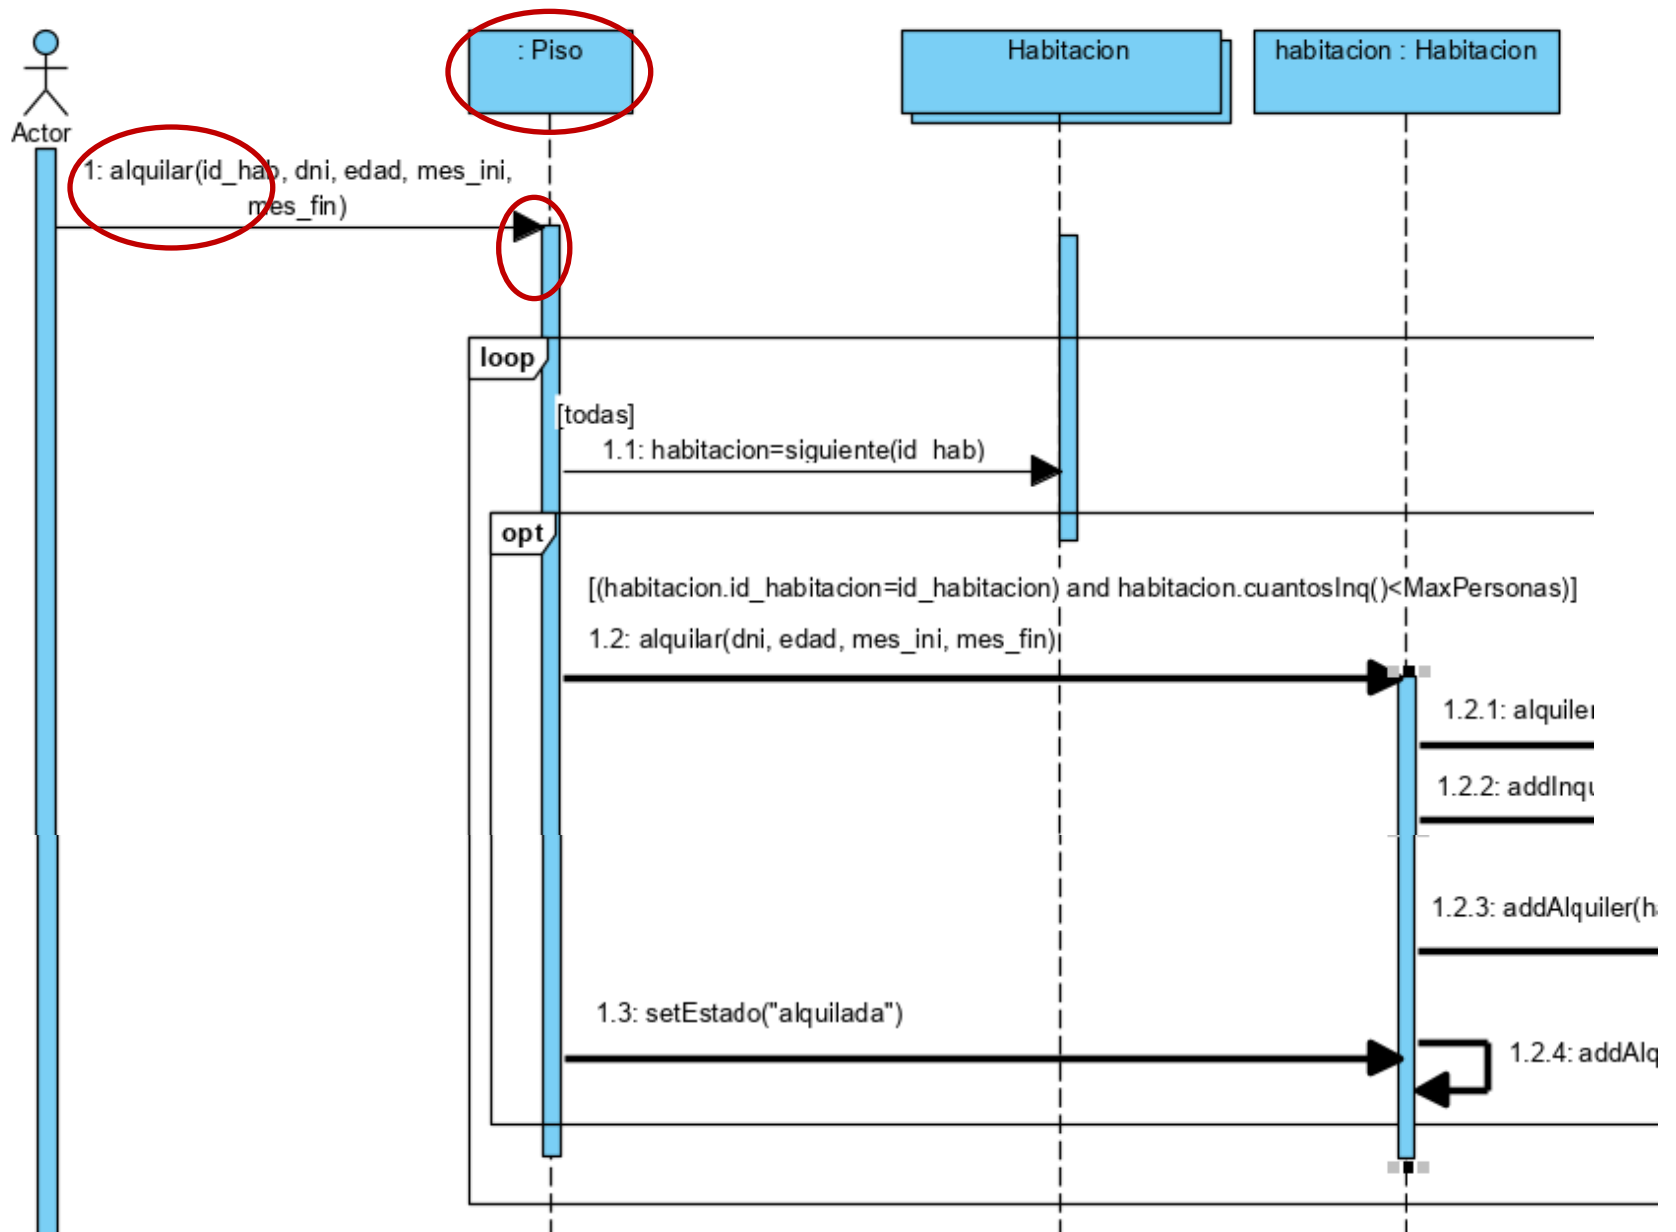 : Piso
Habitacion
habitacion : Habitacion
Actor
1: alquilar(id_hab, dni, edad, mes_ini,
mes_fin)
loop
[todas]
1.1: habitacion=siguiente(id_hab)
opt
[(habitacion.id_habitacion=id_habitacion) and habitacion.cuantosInq()<MaxPersonas)]
1.2: alquilar(dni, edad, mes_ini, mes_fin)
1.2.1: alquiler
1.2.2: addInqu
1.2.3: addAlquiler(ha
1.3: setEstado("alquilada")
1.2.4: addAlq